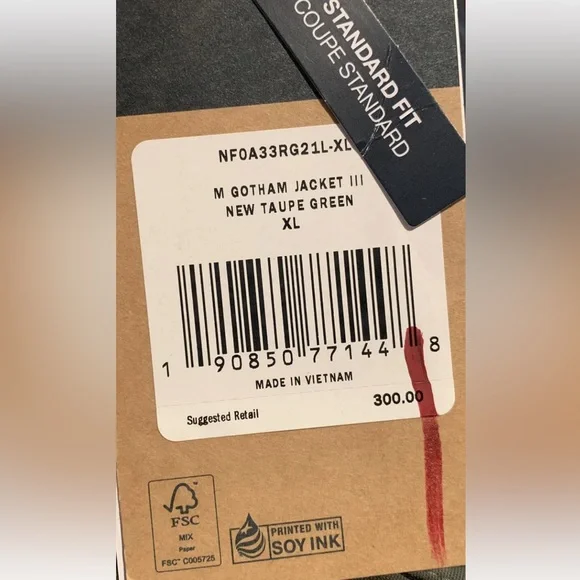 STANDARD FIT
COUPE STANDARD
NF0A33RG21L-XL
M GOTHAM JACKET III
NEW TAUPE GREEN
XL
1 90850 77144 8
MADE IN VIETNAM
300.00
Suggested Retail
FSC
MIX
Paper
FSC™ C005725
PRINTED WITH
SOY INK